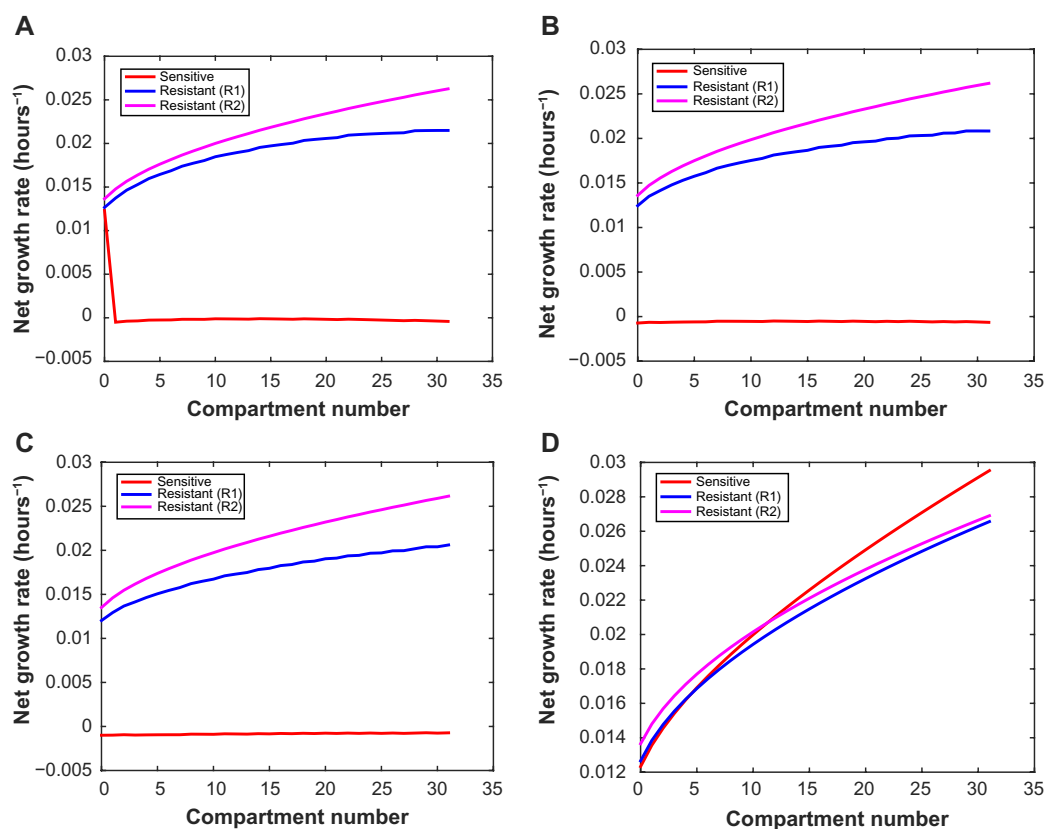 A
Net growth rate (hours⁻¹)
0.03
0.025
0.02
0.015
0.01
0.005
0
−0.005
Sensitive
Resistant (R1)
Resistant (R2)
0 5 10 15 20 25 30 35
Compartment number
B
Net growth rate (hours⁻¹)
0.03
0.025
0.02
0.015
0.01
0.005
0
−0.005
Sensitive
Resistant (R1)
Resistant (R2)
0 5 10 15 20 25 30 35
Compartment number
C
Net growth rate (hours⁻¹)
0.03
0.025
0.02
0.015
0.01
0.005
0
−0.005
Sensitive
Resistant (R1)
Resistant (R2)
0 5 10 15 20 25 30 35
Compartment number
D
Net growth rate (hours⁻¹)
0.03
0.028
0.026
0.024
0.022
0.02
0.018
0.016
0.014
0.012
Sensitive
Resistant (R1)
Resistant (R2)
0 5 10 15 20 25 30 35
Compartment number